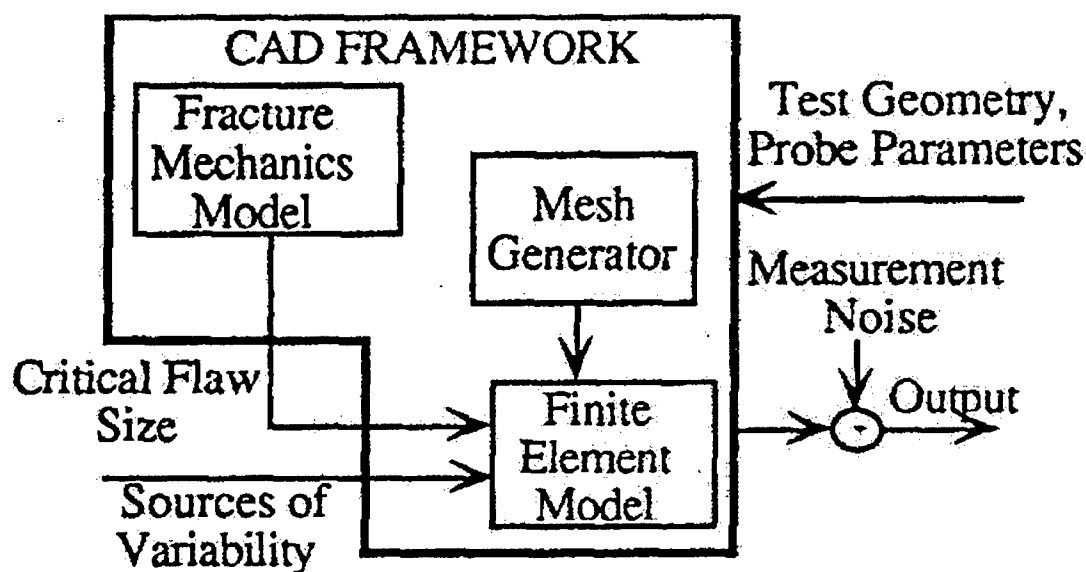 CAD FRAMEWORK
Fracture
Mechanics
Model
Mesh
Generator
Test Geometry,
Probe Parameters
Measurement
Noise
Critical Flaw
Size
Finite
Element
Model
Output
Sources of
Variability